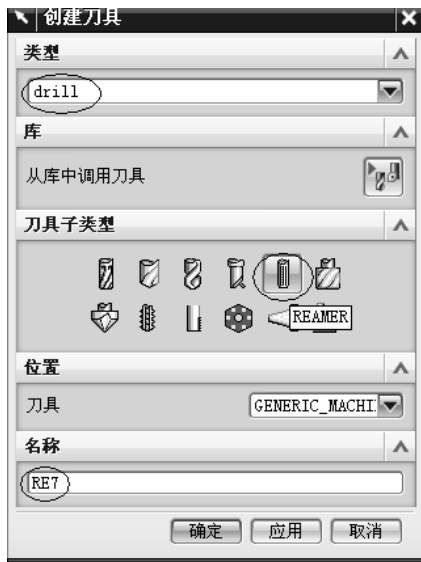 创建刀具
类型
drill
库
从库中调用刀具
刀具子类型
REAMER
位置
刀具 GENERIC_MACHI
名称
RE7
确定 应用 取消